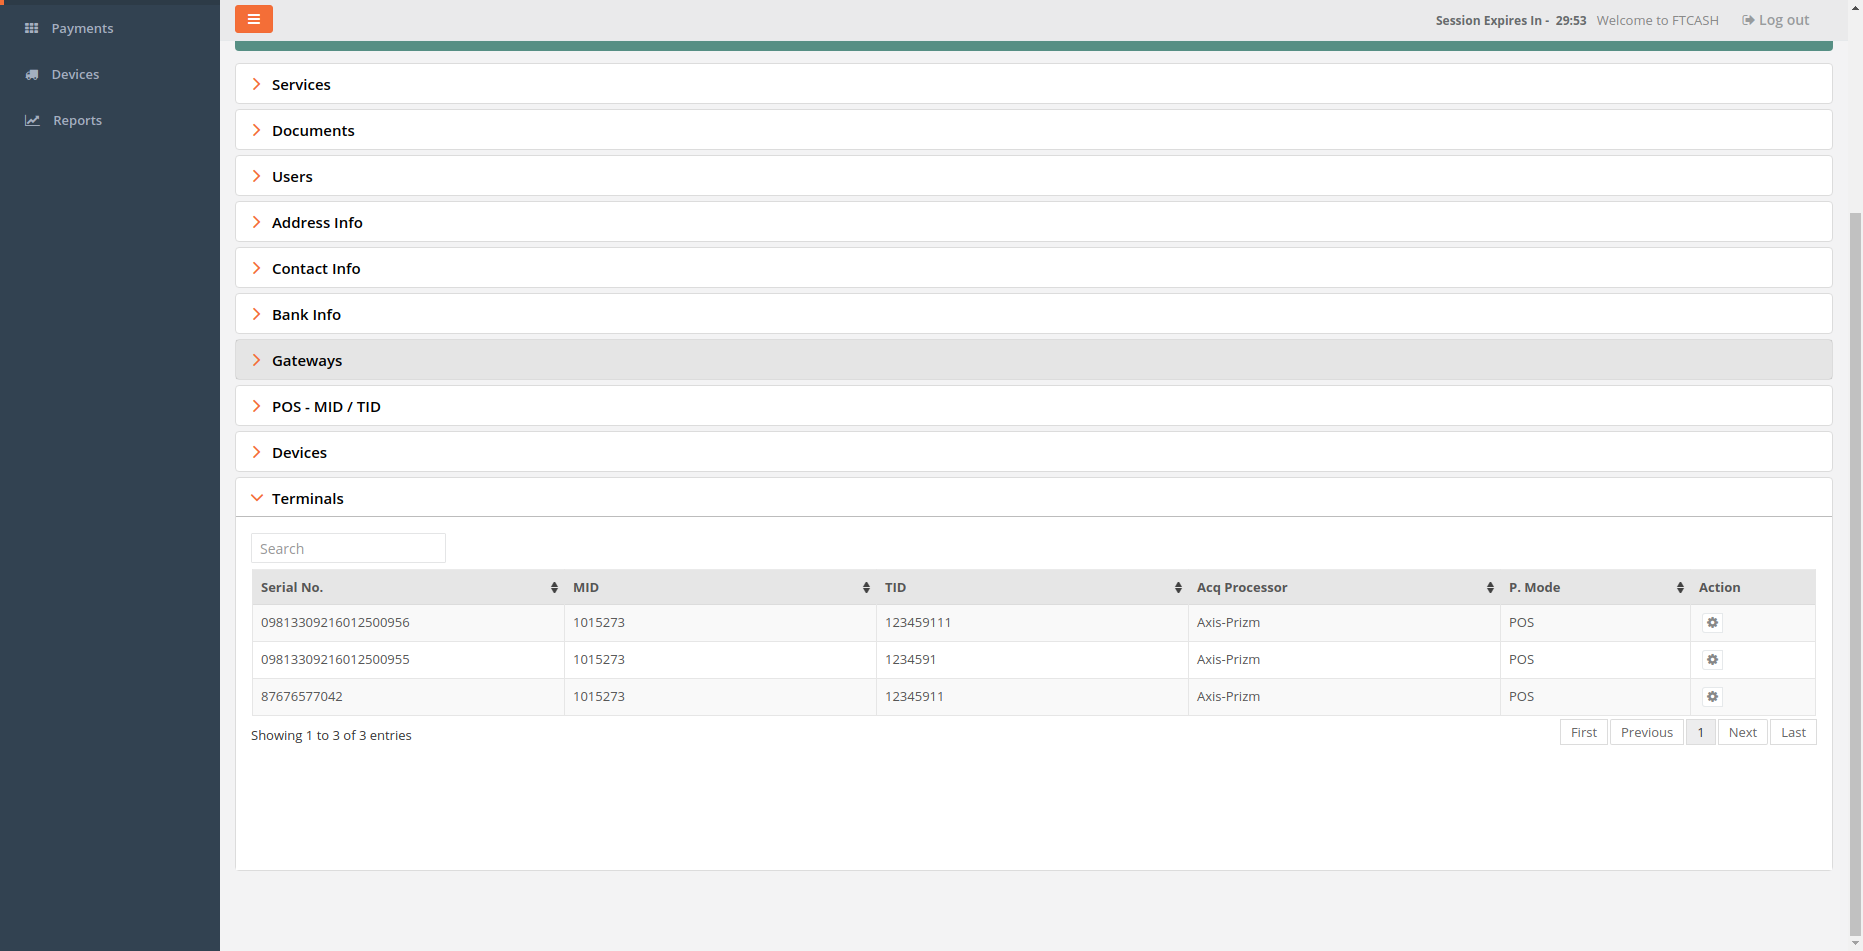 Payments
Devices
Reports
Session Expires In - 29:53 Welcome to FTCASH Log out
Services
Documents
Users
Address Info
Contact Info
Bank Info
Gateways
POS - MID / TID
Devices
Terminals
Search
Serial No. MID TID Acq Processor P. Mode Action
09813309216012500956 1015273 123459111 Axis-Prizm POS
09813309216012500955 1015273 1234591 Axis-Prizm POS
87676577042 1015273 12345911 Axis-Prizm POS
Showing 1 to 3 of 3 entries First Previous 1 Next Last